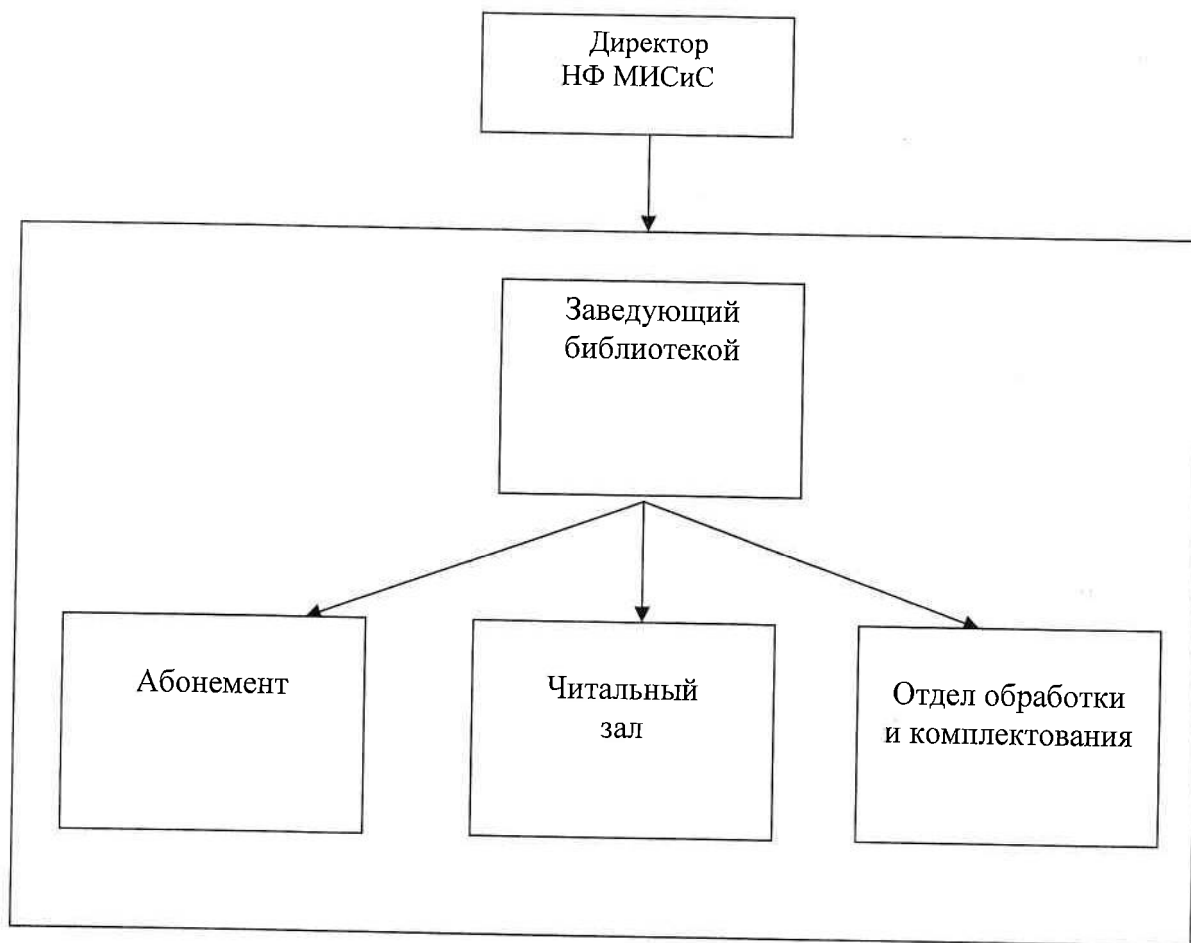 Директор
НФ МИСиС
Заведующий
библиотекой
Абонемент
Читальный
зал
Отдел обработки
и комплектования